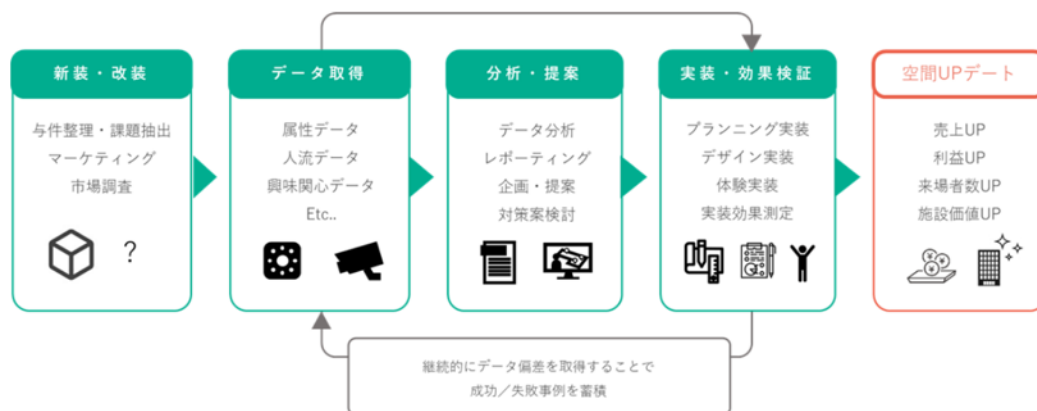 新装・改装
与件整理・課題抽出
マーケティング
市場調査
?
データ取得
属性データ
人流データ
興味関心データ
Etc..
分析・提案
データ分析
レポーティング
企画・提案
対策案検討
実装・効果検証
プランニング実装
デザイン実装
体験実装
実装効果測定
空間UPデート
売上UP
利益UP
来場者数UP
施設価値UP
¥
¥
¥
継続的にデータ偏差を取得することで
成功／失敗事例を蓄積